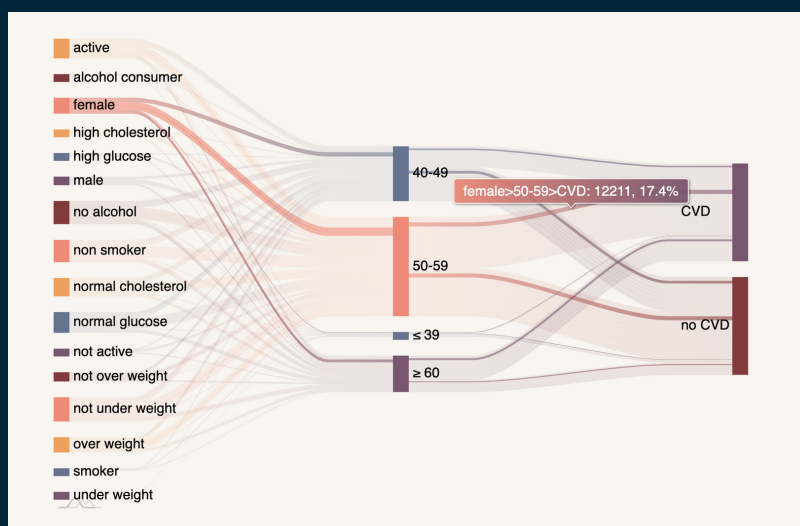 active
alcohol consumer
female
high cholesterol
high glucose
male
no alcohol
non smoker
normal cholesterol
normal glucose
not active
not over weight
not under weight
over weight
smoker
under weight
40-49
50-59
≤ 39
≥ 60
female>50-59>CVD: 12211, 17.4%
CVD
no CVD